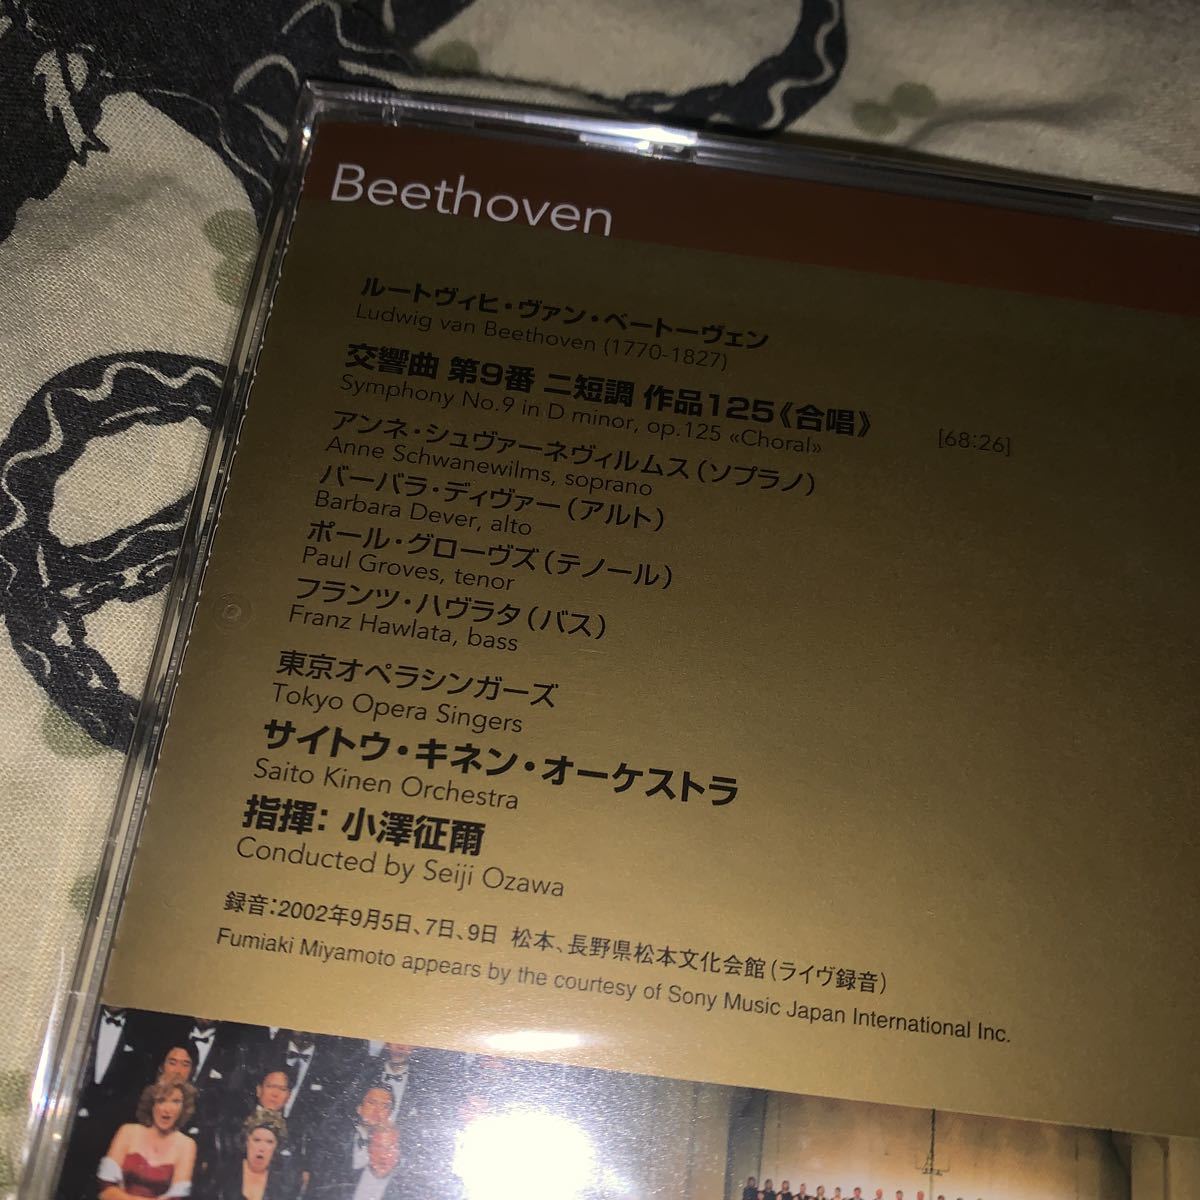 Beethoven
ルートヴィヒ・ヴァン・ベートーヴェン
Ludwig van Beethoven (1770-1827)
交響曲 第9番 ニ短調 作品125《合唱》
Symphony No.9 in D minor, op.125 «Choral» [68:26]
アンネ・シュヴァーネヴィルムス(ソプラノ)
Anne Schwanewilms, soprano
バーバラ・ディヴァー(アルト)
Barbara Dever, alto
ポール・グローヴズ(テノール)
Paul Groves, tenor
フランツ・ハヴラタ(バス)
Franz Hawlata, bass
東京オペラシンガーズ
Tokyo Opera Singers
サイトウ・キネン・オーケストラ
Saito Kinen Orchestra
指揮: 小澤征爾
Conducted by Seiji Ozawa
録音:2002年9月5日、7日、9日 松本、長野県松本文化会館(ライヴ録音)
Fumiaki Miyamoto appears by the courtesy of Sony Music Japan International Inc.